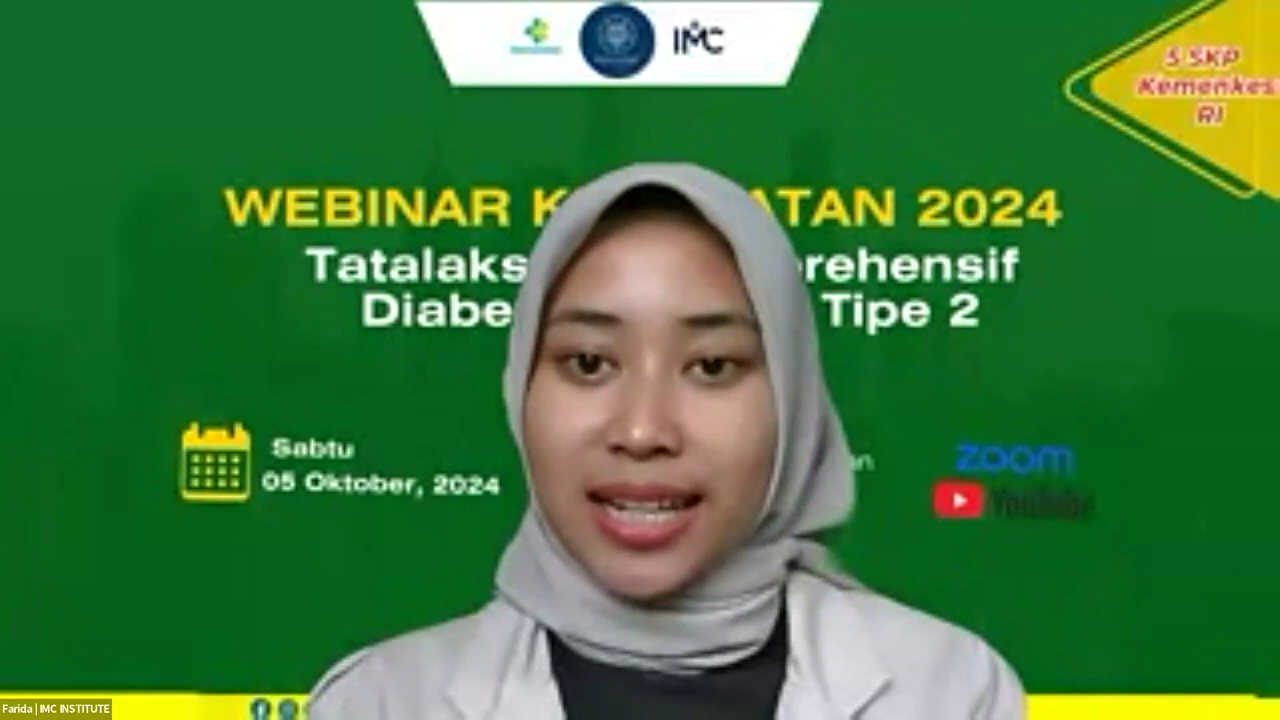 IMC
5 SKP
Kemenkes
RI
WEBINAR K ATAN 2024
Tatalaks rehensif
Diabe Tipe 2
Sabtu
05 Oktober, 2024
zoom
YouTube
Farida | IMC INSTITUTE